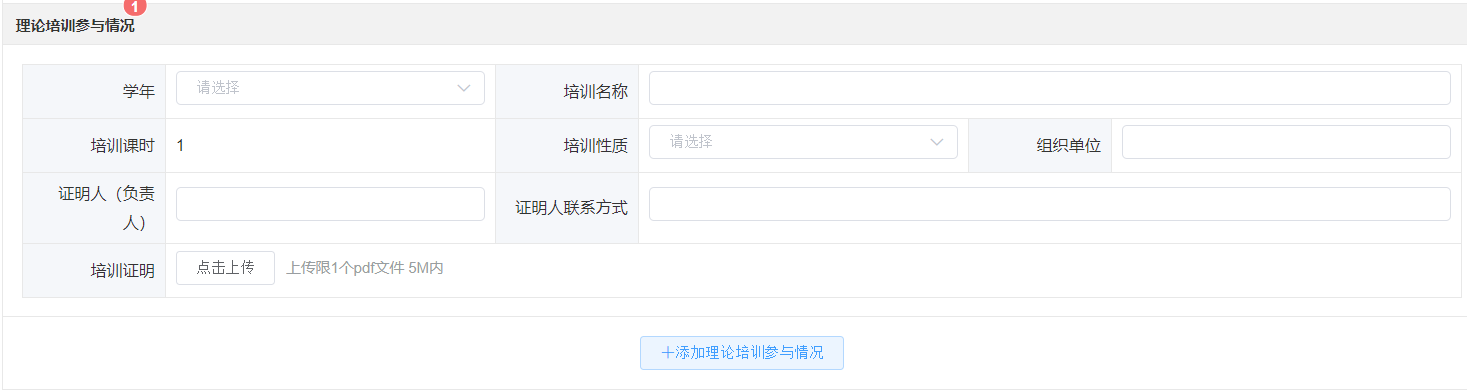 1
理论培训参与情况
学年 请选择 培训名称
培训课时 1 培训性质 请选择 组织单位
证明人（负责
人）
证明人联系方式
培训证明 点击上传 上传限1个pdf文件 5M内
+添加理论培训参与情况